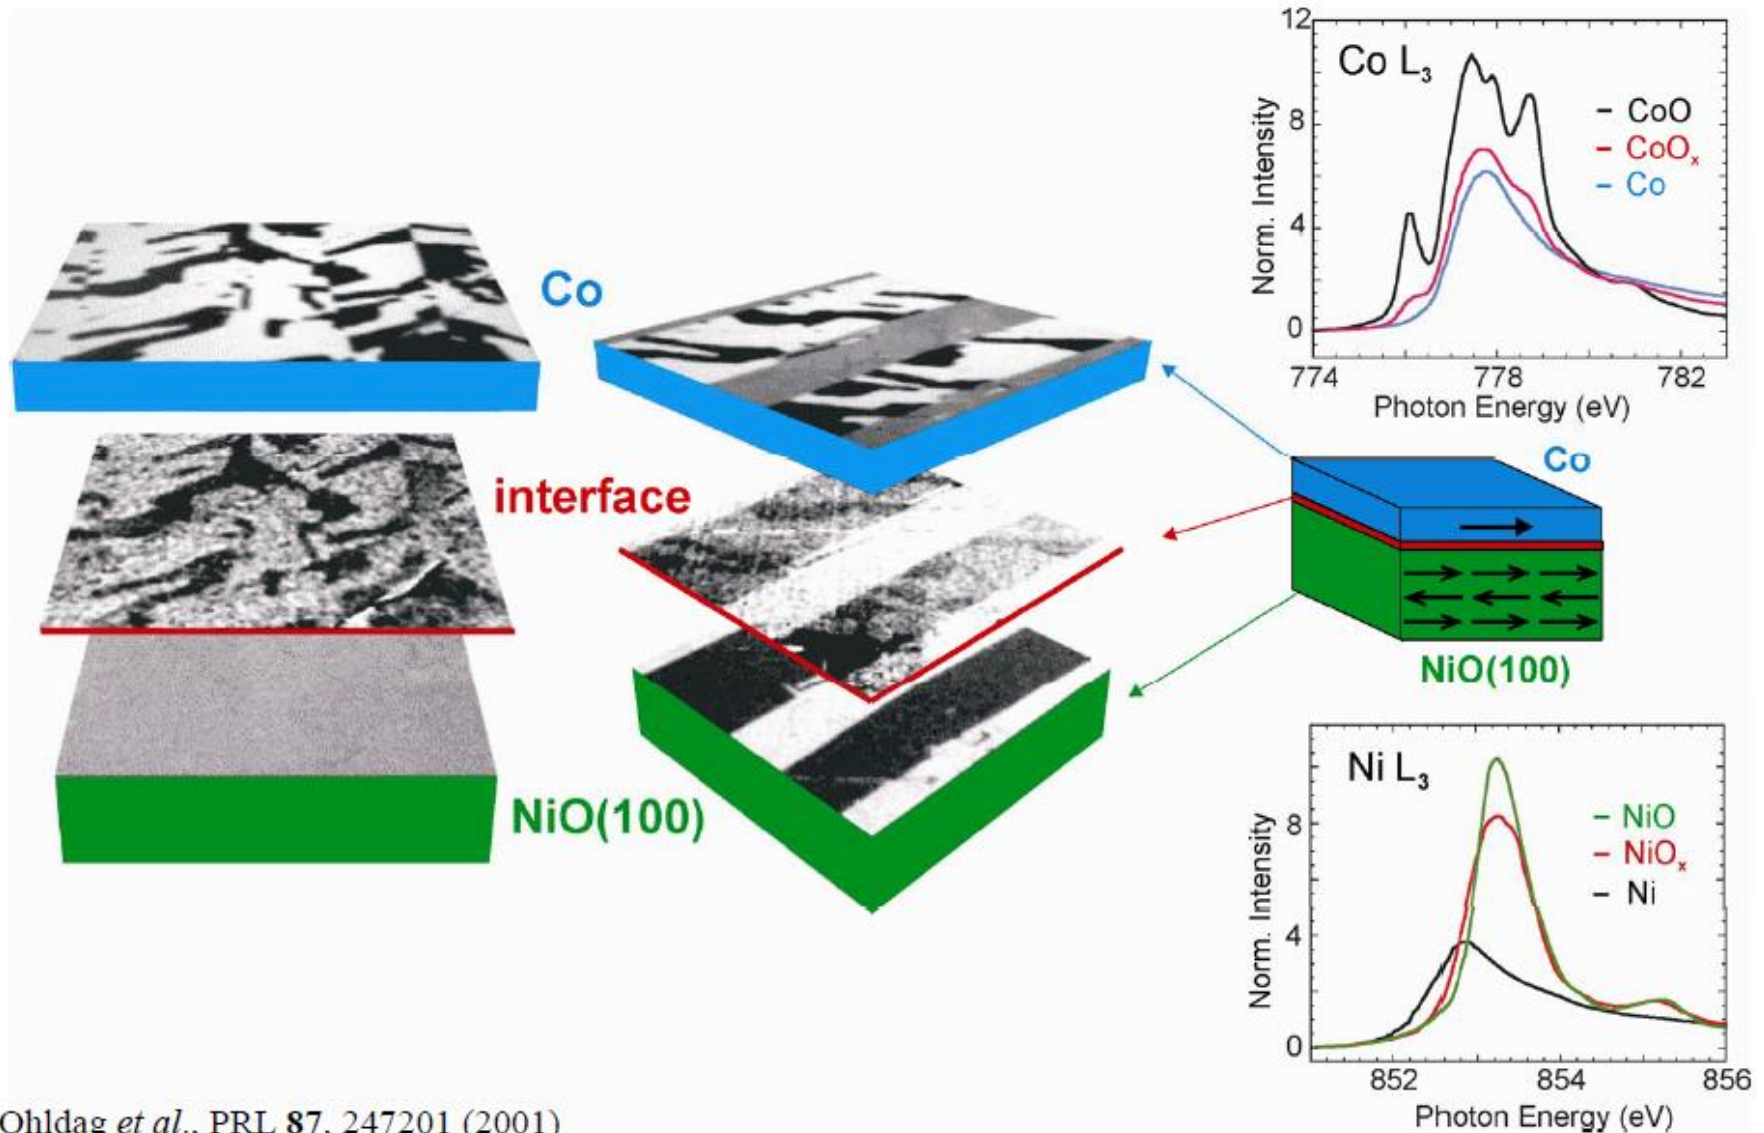 12
Co L₃
8
4
0
Norm. Intensity
CoO
CoOₓ
Co
774 778 782
Photon Energy (eV)
Co
interface
NiO(100)
Co
NiO(100)
Ni L₃
8
4
0
Norm. Intensity
NiO
NiOₓ
Ni
852 854 856
Photon Energy (eV)
Ohldag et al., PRL 87, 247201 (2001)